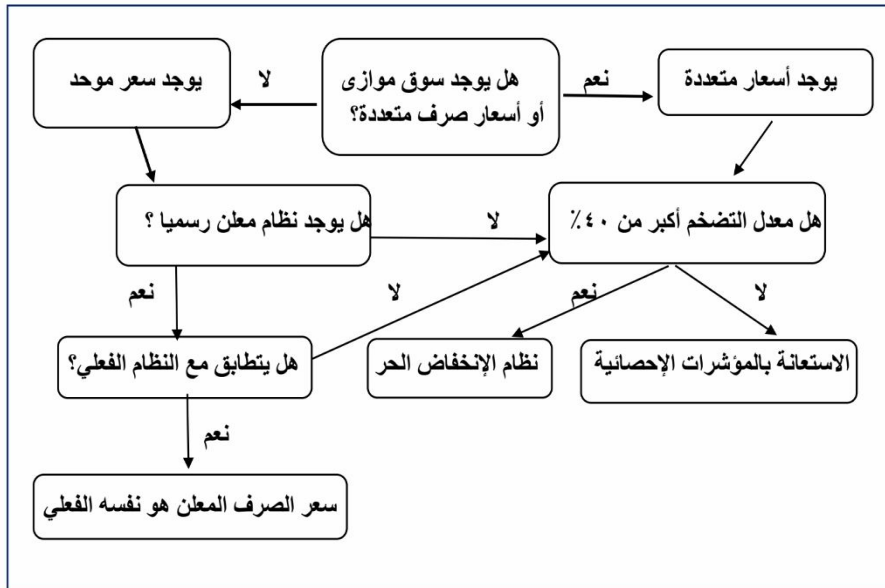 يوجد أسعار متعددة
نعم
هل يوجد سوق موازى
أو أسعار صرف متعددة؟
لا
يوجد سعر موحد
هل معدل التضخم أكبر من ٤٠٪
لا
هل يوجد نظام معلن رسميا ؟
لا
نعم
لا
نعم
الاستعانة بالمؤشرات الإحصائية
نظام الإنخفاض الحر
هل يتطابق مع النظام الفعلي؟
نعم
سعر الصرف المعلن هو نفسه الفعلي